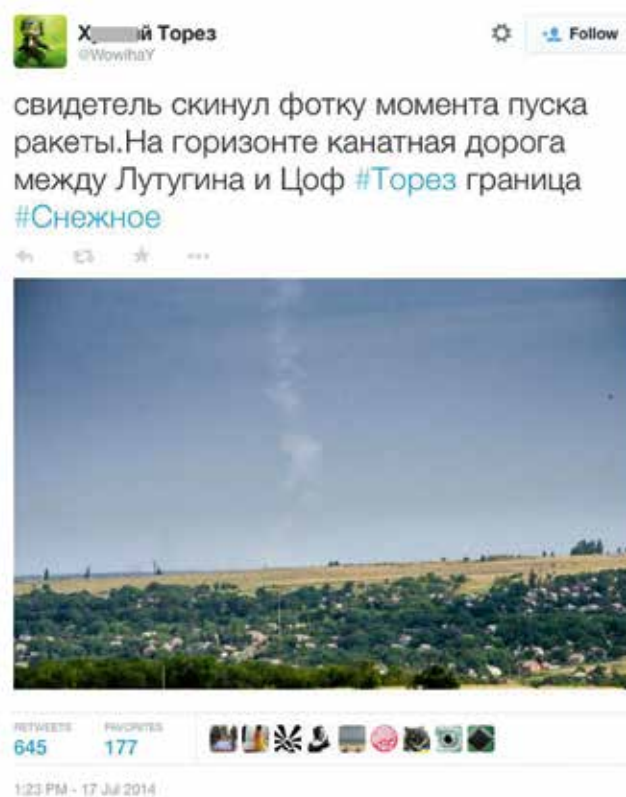 Х й Торез
@WowihaY
Follow
свидетель скинул фотку момента пуска
ракеты.На горизонте канатная дорога
между Лутугина и Цоф #Торез граница
#Снежное
RETWEETS FAVORITES
645 177
1:23 PM - 17 Jul 2014